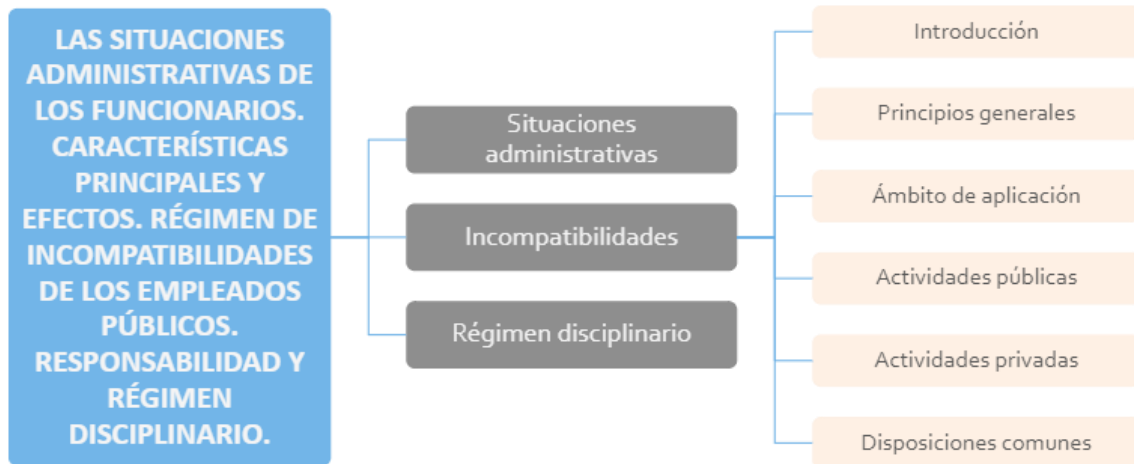 LAS SITUACIONES
ADMINISTRATIVAS DE
LOS FUNCIONARIOS.
CARACTERÍSTICAS
PRINCIPALES Y
EFECTOS. RÉGIMEN DE
INCOMPATIBILIDADES
DE LOS EMPLEADOS
PÚBLICOS.
RESPONSABILIDAD Y
RÉGIMEN
DISCIPLINARIO.
Situaciones
administrativas
Incompatibilidades
Régimen disciplinario
Introducción
Principios generales
Ámbito de aplicación
Actividades públicas
Actividades privadas
Disposiciones comunes